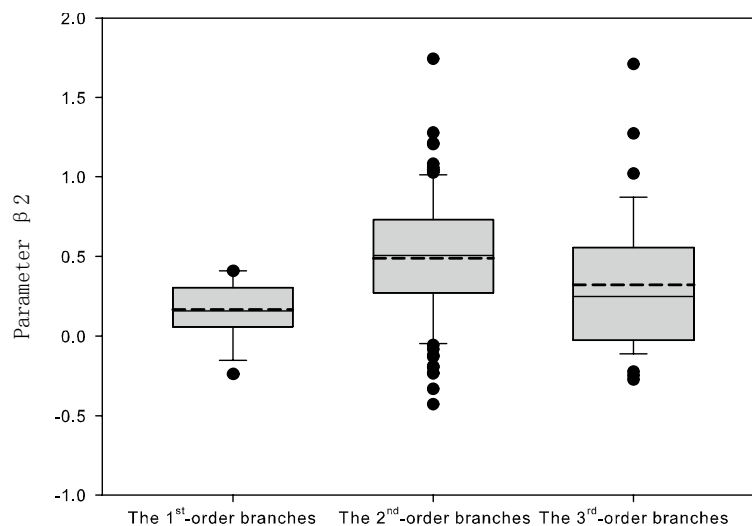 2.0
1.5
1.0
0.5
0.0
-0.5
-1.0
Parameter β2
The 1st-order branches
The 2nd-order branches
The 3rd-order branches